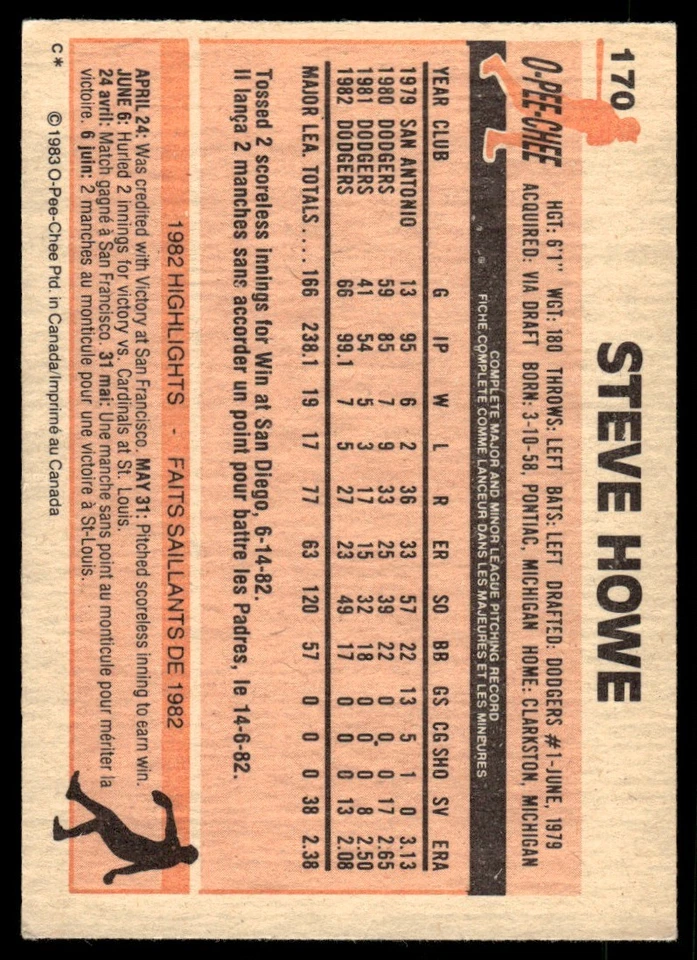 170
STEVE HOWE
O-PEE-CHEE
HGT: 6'1" WGT: 180 THROWS: LEFT BATS: LEFT DRAFTED: DODGERS #1-JUNE, 1979
ACQUIRED: VIA DRAFT BORN: 3-10-58, PONTIAC, MICHIGAN HOME: CLARKSTON, MICHIGAN
COMPLETE MAJOR AND MINOR LEAGUE PITCHING RECORD
FICHE COMPLETE COMME LANCEUR DANS LES MAJEURES ET LES MINEURES
YEAR CLUB G IP W L R ER SO BB GS CG SHO SV ERA
1979 SAN ANTONIO 13 95 6 2 36 33 57 22 13 5 1 0 3.13
1980 DODGERS 59 85 7 9 33 25 39 22 0 0 0 17 2.65
1981 DODGERS 41 54 5 3 17 15 32 18 0 0 0 8 2.50
1982 DODGERS 66 99.1 7 5 27 23 49 17 0 0 0 13 2.08
MAJOR LEA. TOTALS .... 166 238.1 19 17 77 63 120 57 0 0 0 38 2.38
Tossed 2 scoreless innings for Win at San Diego, 6-14-82.
Il lança 2 manches sans accorder un point pour battre les Padres, le 14-6-82.
1982 HIGHLIGHTS - FAITS SAILLANTS DE 1982
APRIL 24: Was credited with Victory at San Francisco. MAY 31: Pitched scoreless inning to earn win.
JUNE 6: Hurled 2 innings for victory vs. Cardinals at St. Louis.
24 avril: Match gagné à San Francisco. 31 mai: Une manche sans point au monticule pour mériter la
victoire. 6 juin: 2 manches au monticule pour une victoire à St-Louis.
C* ©1983 O-Pee-Chee Ptd. in Canada/Imprimé au Canada